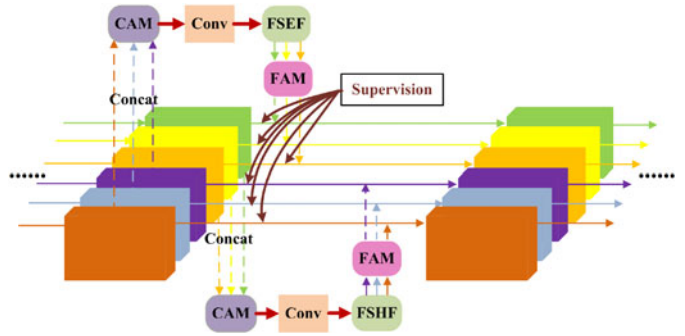 CAM
Conv
FSEF
FAM
Supervision
Concat
......
......
Concat
FAM
CAM
Conv
FSHF